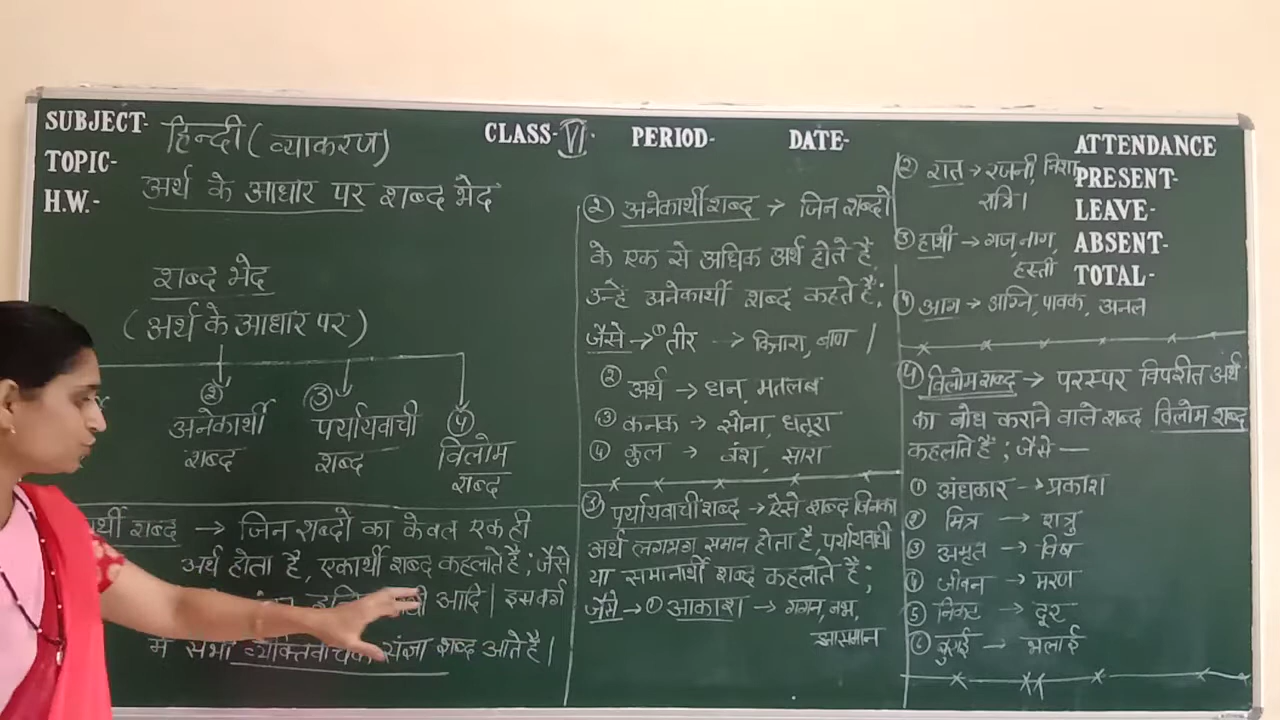 SUBJECT- हिन्दी (व्याकरण)
CLASS- VI.
PERIOD-
DATE-
TOPIC-
अर्थ के आधार पर शब्द भेद
H.W.-
शब्द भेद
(अर्थ के आधार पर)
② अनेकार्थी शब्द
③ पर्यायवाची शब्द
④ विलोम शब्द
र्थी शब्द → जिन शब्दों का केवल एक ही
अर्थ होता है, एकार्थी शब्द कहलाते है; जैसे
आदि | इस वर्ग
में सभी व्यक्तिवाचक संज्ञा शब्द आते है |
② अनेकार्थी शब्द → जिन शब्दो
के एक से अधिक अर्थ होते है,
उन्हे अनेकार्थी शब्द कहते है;
जैसे → ① तीर → किनारा, बाण |
② अर्थ → धन, मतलब
③ कनक → सोना, धतूरा
④ कुल → वंश, सारा
③ पर्यायवाची शब्द → ऐसे शब्द जिनका
अर्थ लगभग समान होता है, पर्यायवाची
या समानार्थी शब्द कहलाते है;
जैसे → ① आकाश → गगन, नभ,
आसमान
ATTENDANCE
PRESENT-
LEAVE-
ABSENT-
TOTAL-
② रात → रजनी, निशा
रात्रि |
③ हाथी → गज, नाग,
हस्ती
④ आग → अग्नि, पावक, अनल
④ विलोम शब्द → परस्पर विपरीत अर्थ
का बोध कराने वाले शब्द विलोम शब्द
कहलाते हैं ; जैसे —
① अंधकार → प्रकाश
② मित्र → शत्रु
③ अमृत → विष
④ जीवन → मरण
⑤ निकट → दूर
⑥ बुराई → भलाई